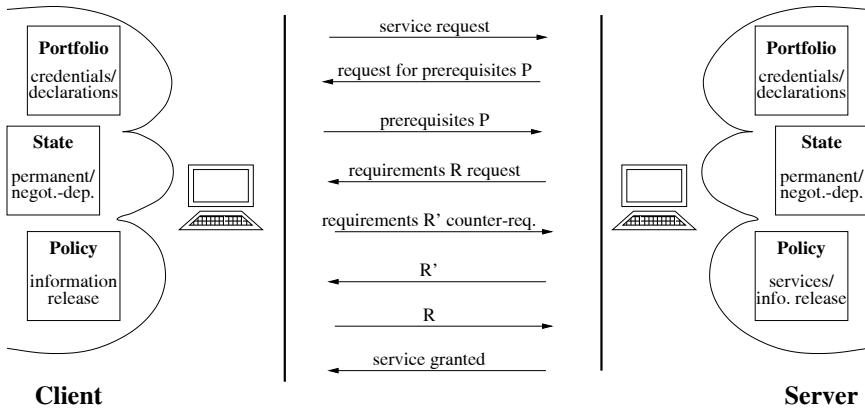 Portfolio
credentials/
declarations
State
permanent/
negot.-dep.
Policy
information
release
Client
service request
request for prerequisites P
prerequisites P
requirements R request
requirements R' counter-req.
R'
R
service granted
Portfolio
credentials/
declarations
State
permanent/
negot.-dep.
Policy
services/
info. release
Server